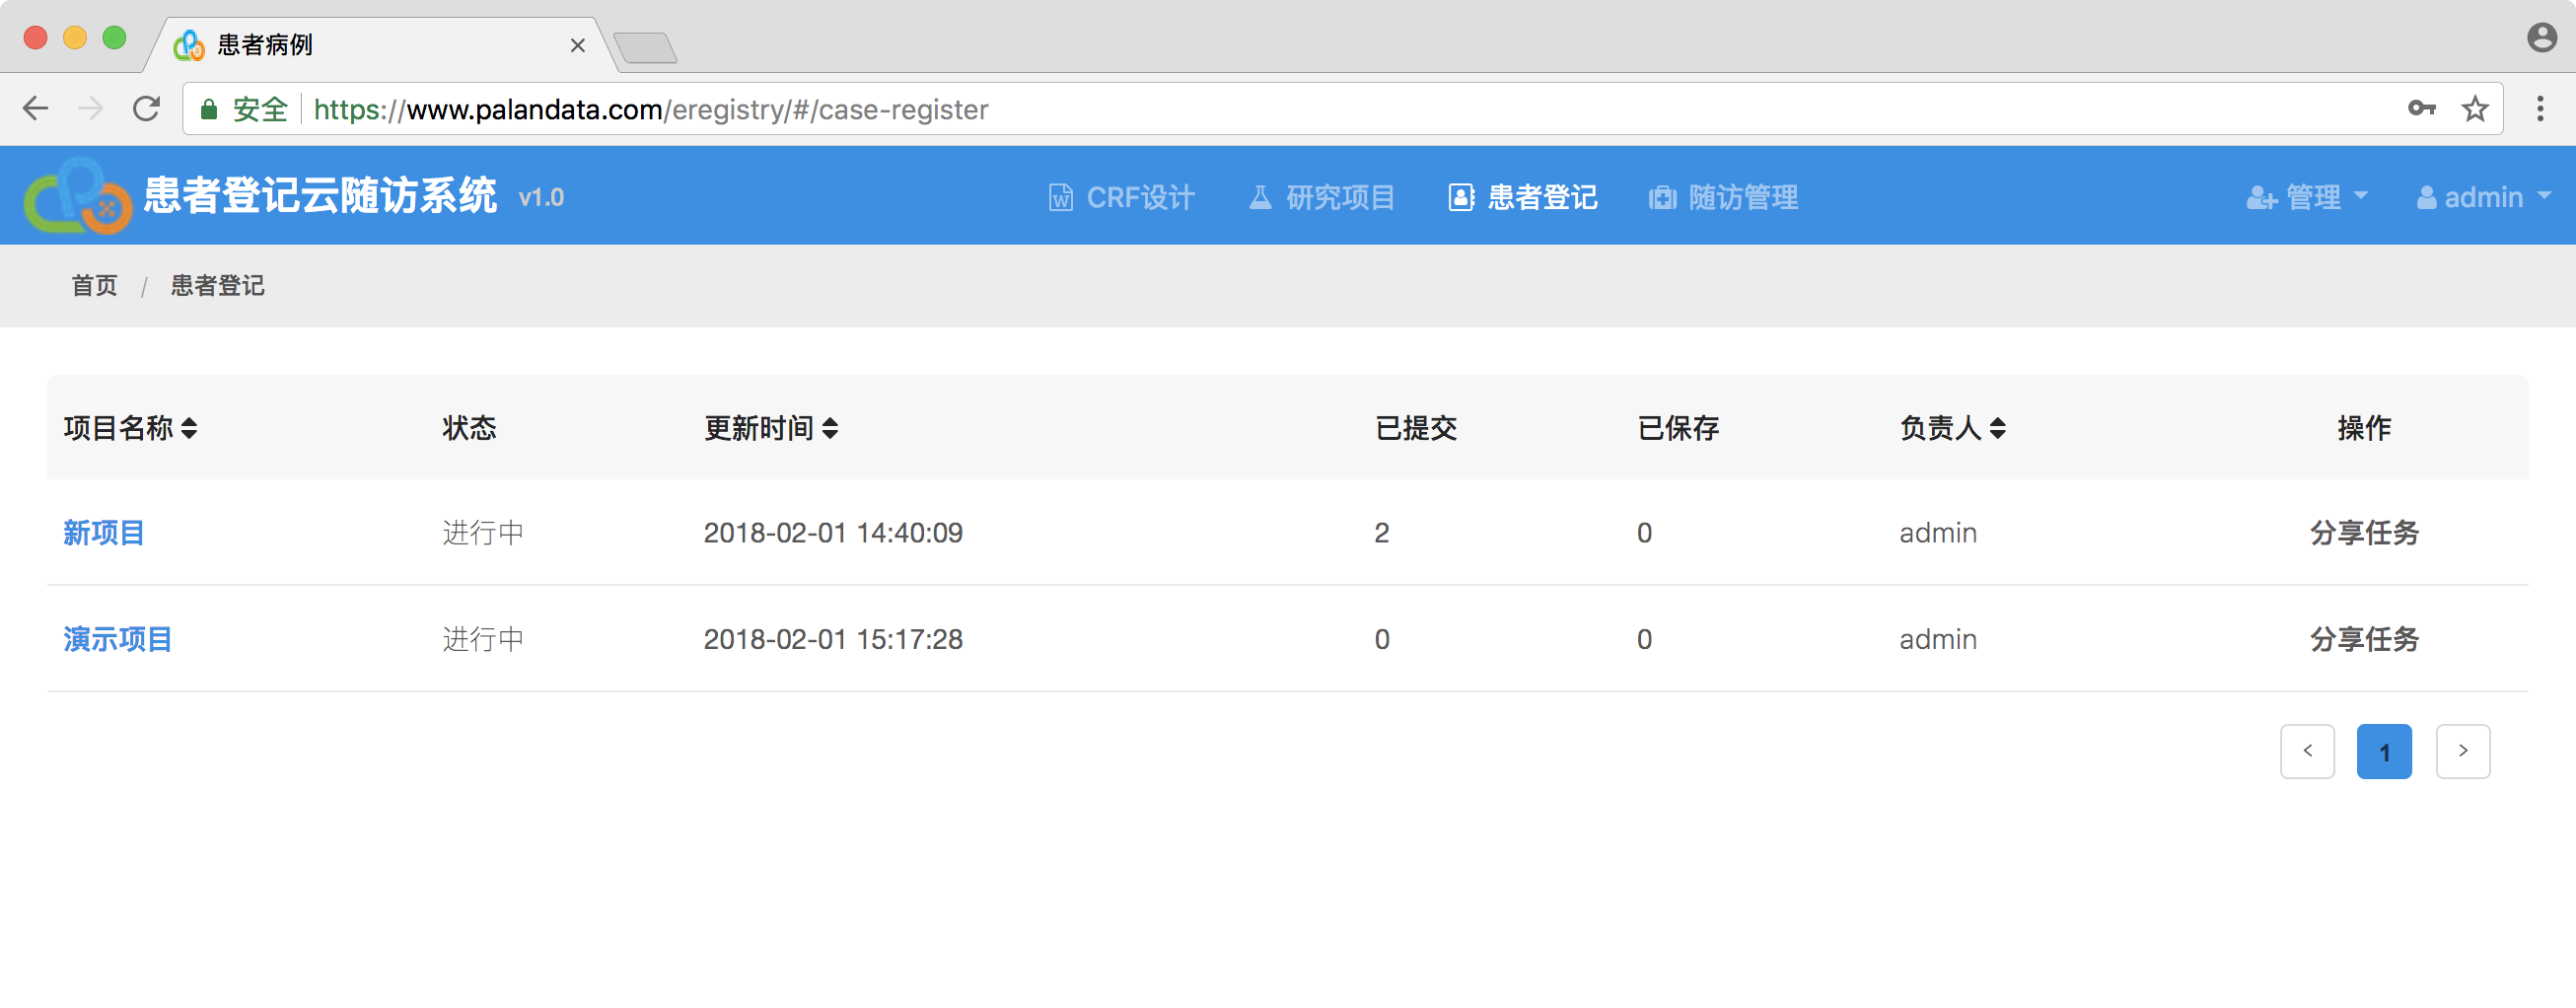 患者病例
安全 https://www.palandata.com/eregistry/#/case-register
患者登记云随访系统 v1.0 CRF设计 研究项目 患者登记 随访管理 管理 admin
首页 / 患者登记
项目名称 状态 更新时间 已提交 已保存 负责人 操作
新项目 进行中 2018-02-01 14:40:09 2 0 admin 分享任务
演示项目 进行中 2018-02-01 15:17:28 0 0 admin 分享任务
< 1 >